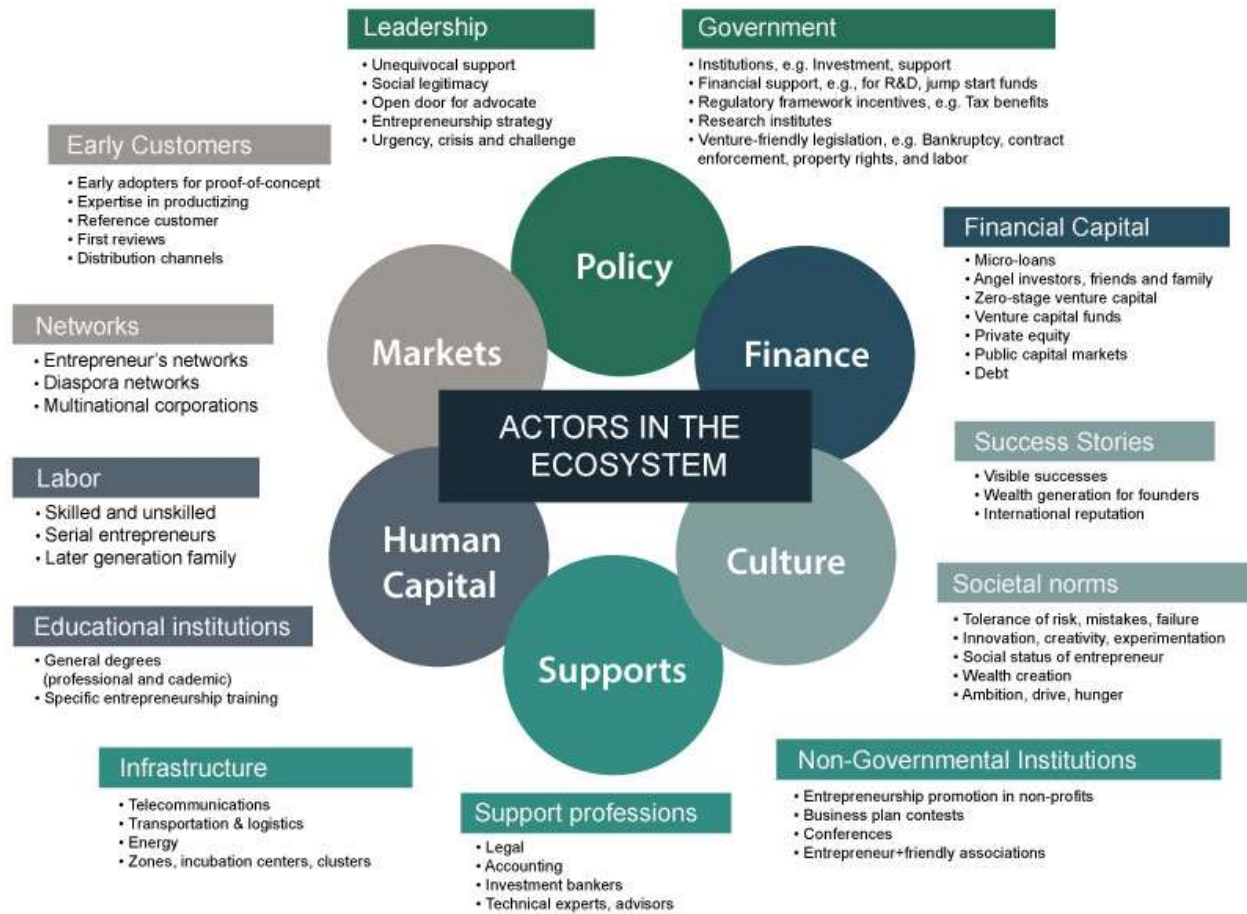 Leadership
• Unequivocal support
• Social legitimacy
• Open door for advocate
• Entrepreneurship strategy
• Urgency, crisis and challenge
Government
• Institutions, e.g. Investment, support
• Financial support, e.g., for R&D, jump start funds
• Regulatory framework incentives, e.g. Tax benefits
• Research institutes
• Venture-friendly legislation, e.g. Bankruptcy, contract
enforcement, property rights, and labor
Early Customers
• Early adopters for proof-of-concept
• Expertise in productizing
• Reference customer
• First reviews
• Distribution channels
Financial Capital
• Micro-loans
• Angel investors, friends and family
• Zero-stage venture capital
• Venture capital funds
• Private equity
• Public capital markets
• Debt
Networks
• Entrepreneur's networks
• Diaspora networks
• Multinational corporations
Policy
Markets
Finance
ACTORS IN THE
ECOSYSTEM
Human
Capital
Culture
Supports
Success Stories
• Visible successes
• Wealth generation for founders
• International reputation
Labor
• Skilled and unskilled
• Serial entrepreneurs
• Later generation family
Societal norms
• Tolerance of risk, mistakes, failure
• Innovation, creativity, experimentation
• Social status of entrepreneur
• Wealth creation
• Ambition, drive, hunger
Educational institutions
• General degrees
(professional and cademic)
• Specific entrepreneurship training
Infrastructure
• Telecommunications
• Transportation & logistics
• Energy
• Zones, incubation centers, clusters
Support professions
• Legal
• Accounting
• Investment bankers
• Technical experts, advisors
Non-Governmental Institutions
• Entrepreneurship promotion in non-profits
• Business plan contests
• Conferences
• Entrepreneur+friendly associations